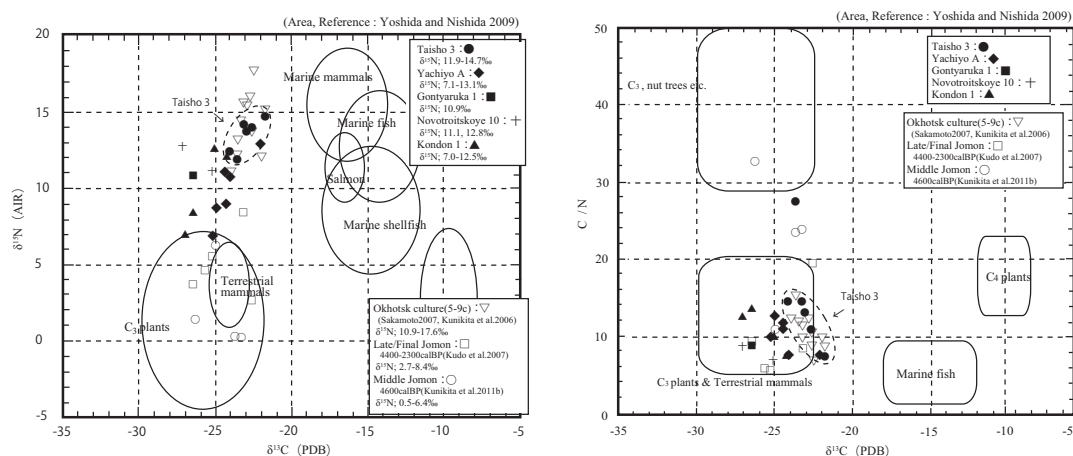 (Area, Reference : Yoshida and Nishida 2009)
20
15
10
5
0
-5
δ¹⁵N (AIR)
-35
-30
-25
-20
-15
-10
-5
δ¹³C (PDB)
Taisho 3
Marine mammals
Marine fish
Salmon
Marine shellfish
Terrestrial
mammals
C₃ plants
Taisho 3 : ●
δ¹⁵N; 11.9-14.7‰
Yachiyo A : ◆
δ¹⁵N; 7.1-13.1‰
Gontyaruka 1 : ■
δ¹⁵N; 10.9‰
Novotroitskoye 10 : +
δ¹⁵N; 11.1, 12.8‰
Kondon 1 : ▲
δ¹⁵N; 7.0-12.5‰
Okhotsk culture(5-9c) : ▽
(Sakamoto2007, Kunikita et.al.2006)
δ¹⁵N; 10.9-17.6‰
Late/Final Jomon : □
4400-2300calBP(Kudo et al.2007)
δ¹⁵N; 2.7-8.4‰
Middle Jomon : ○
4600calBP(Kunikita et.al.2011b)
δ¹⁵N; 0.5-6.4‰
(Area, Reference : Yoshida and Nishida 2009)
60
50
40
30
20
10
0
C / N
-35
-30
-25
-20
-15
-10
-5
δ¹³C (PDB)
C₃, nut trees etc.
Taisho 3
C₃ plants & Terrestrial mammals
C₄ plants
Marine fish
Taisho 3 : ●
Yachiyo A : ◆
Gontyaruka 1 : ■
Novotroitskoye 10 : +
Kondon 1 : ▲
Okhotsk culture(5-9c) : ▽
(Sakamoto2007, Kunikita et.al.2006)
Late/Final Jomon : □
4400-2300calBP(Kudo et al.2007)
Middle Jomon : ○
4600calBP(Kunikita et.al.2011b)